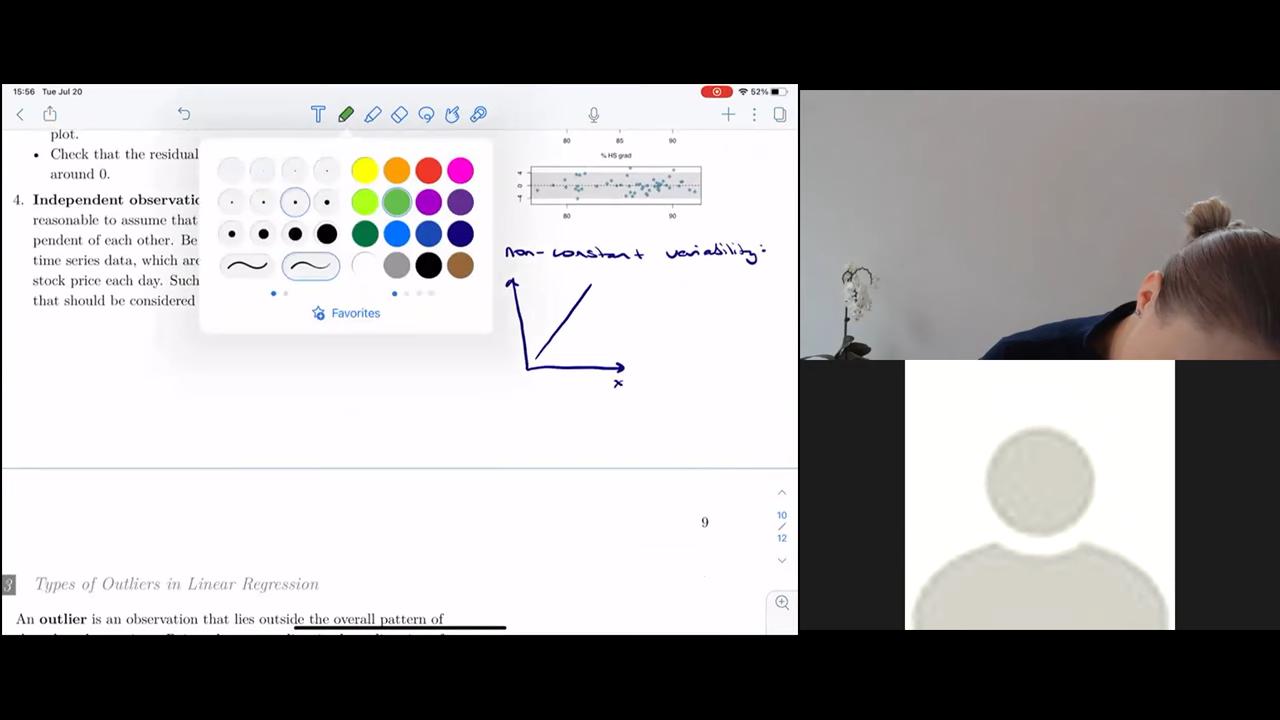 15:56 Tue Jul 20
52%
T
plot.
• Check that the residual
around 0.
4. Independent observatio
reasonable to assume that
pendent of each other. Be
time series data, which are
stock price each day. Such
that should be considered
Favorites
80 85 90
% HS grad
4
0
-4
80 90
non-constant variability:
x
9
10
/
12
3 Types of Outliers in Linear Regression
An outlier is an observation that lies outside the overall pattern of